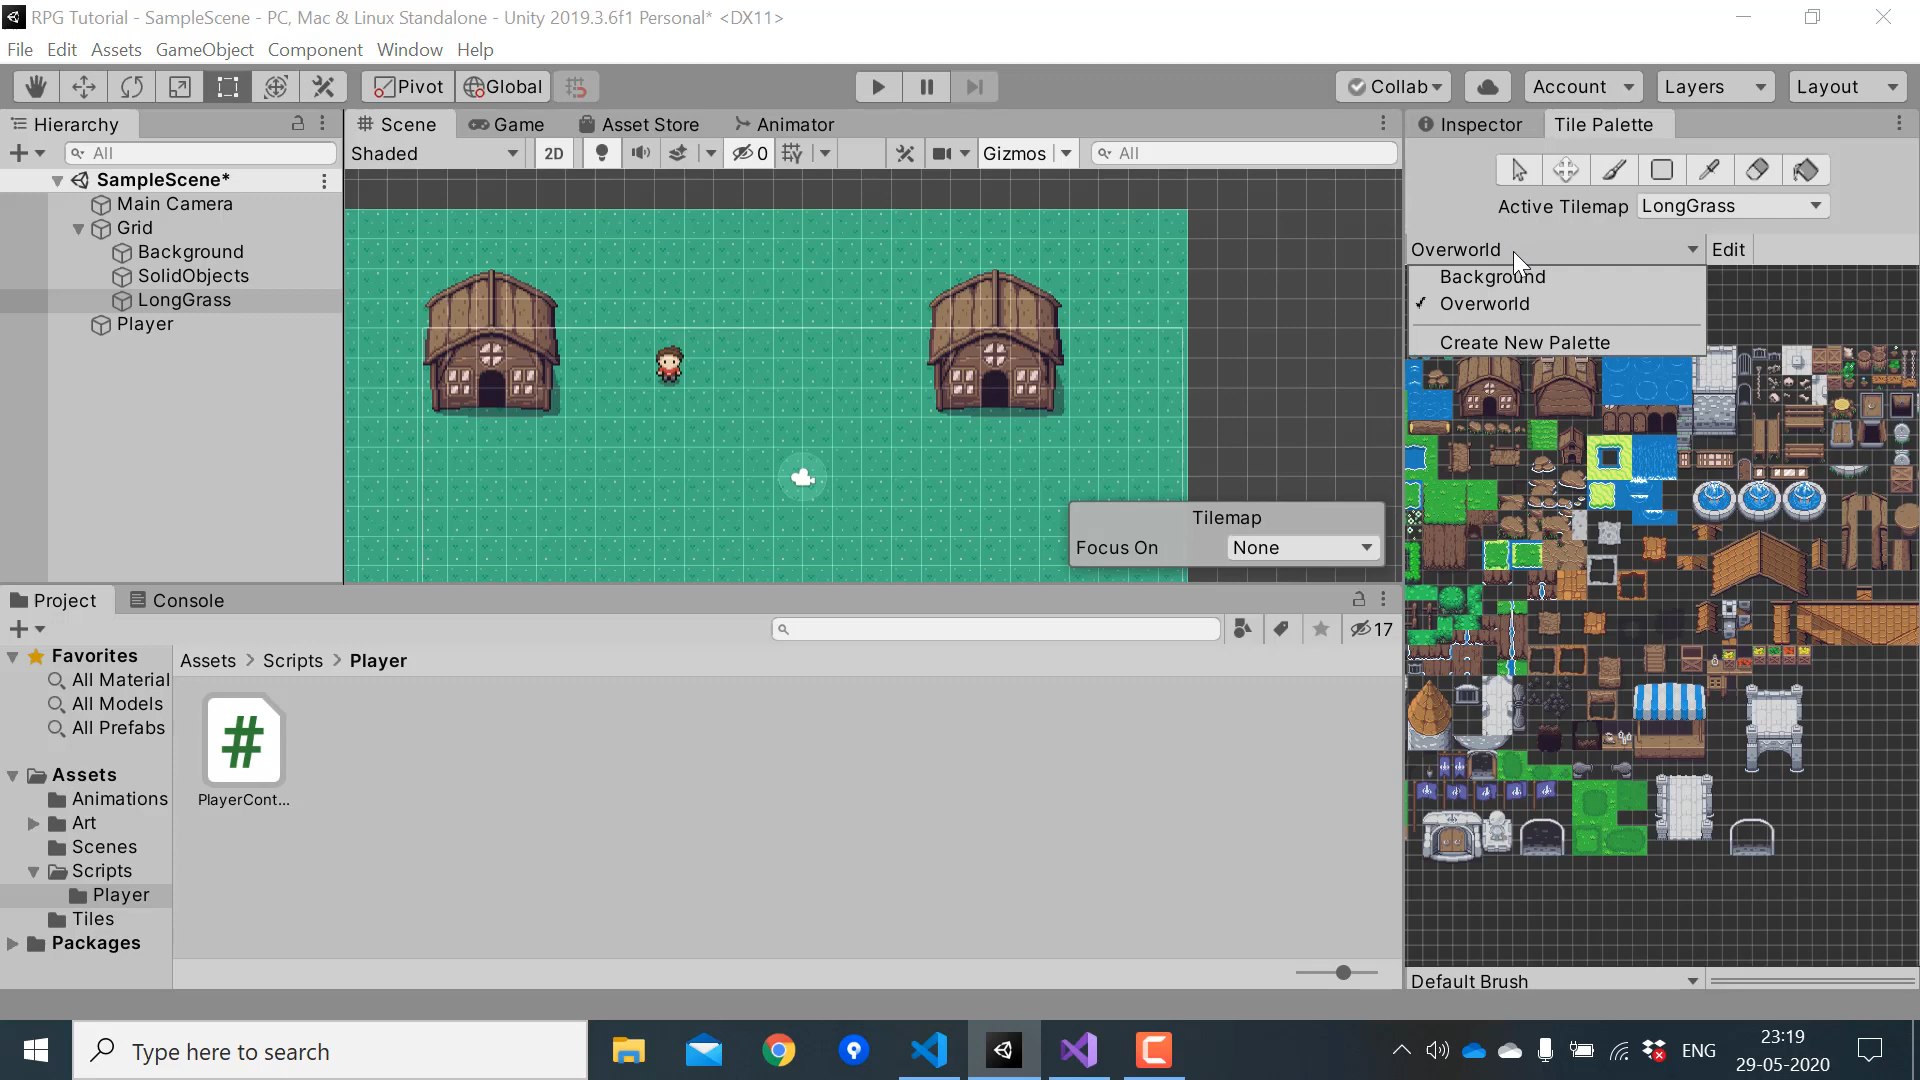 RPG Tutorial - SampleScene - PC, Mac & Linux Standalone - Unity 2019.3.6f1 Personal* <DX11>
File Edit Assets GameObject Component Window Help
Pivot Global Collab Account Layers Layout
Hierarchy
All
SampleScene*
Main Camera
Grid
Background
SolidObjects
LongGrass
Player
Scene Game Asset Store Animator
Shaded 2D 0 Gizmos All
Tilemap
Focus On None
Inspector Tile Palette
Active Tilemap LongGrass
Overworld Edit
Background
✓ Overworld
Create New Palette
Default Brush
Project Console
17
Favorites
All Material
All Models
All Prefabs
Assets
Animations
Art
Scenes
Scripts
Player
Tiles
Packages
Assets > Scripts > Player
#
PlayerCont...
Type here to search
ENG
23:19
29-05-2020